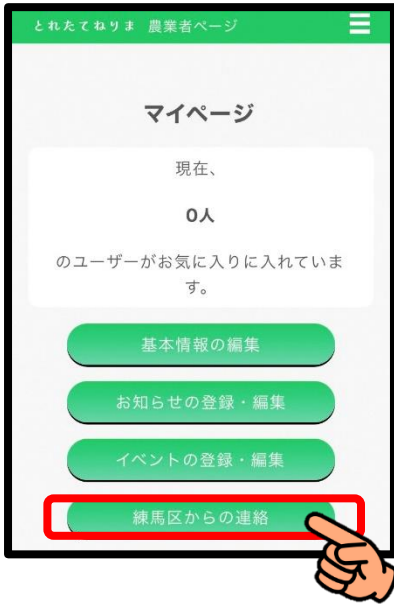 とれたてねりま 農業者ページ
マイページ
現在、
0人
のユーザーがお気に入りに入れていま
す。
基本情報の編集
お知らせの登録・編集
イベントの登録・編集
練馬区からの連絡